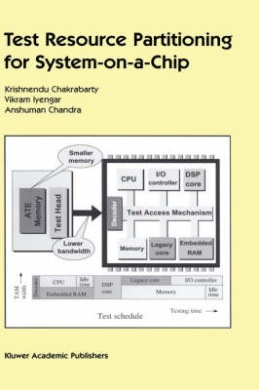 Test Resource Partitioning
for System-on-a-Chip
Krishnendu Chakrabarty
Vikram Iyengar
Anshuman Chandra
Smaller
memory
ATE
Memory
Test Head
Lower
bandwidth
CPU
I/O
controller
DSP
core
Decoder
Test Access Mechanism
Memory
Legacy
core
Embedded
RAM
TAM
width
Decoder
CPU
Idle
time
Embedded RAM
DSP
core
Legacy core
I/O controller
Memory
Idle
time
Testing time
Test schedule
Kluwer Academic Publishers